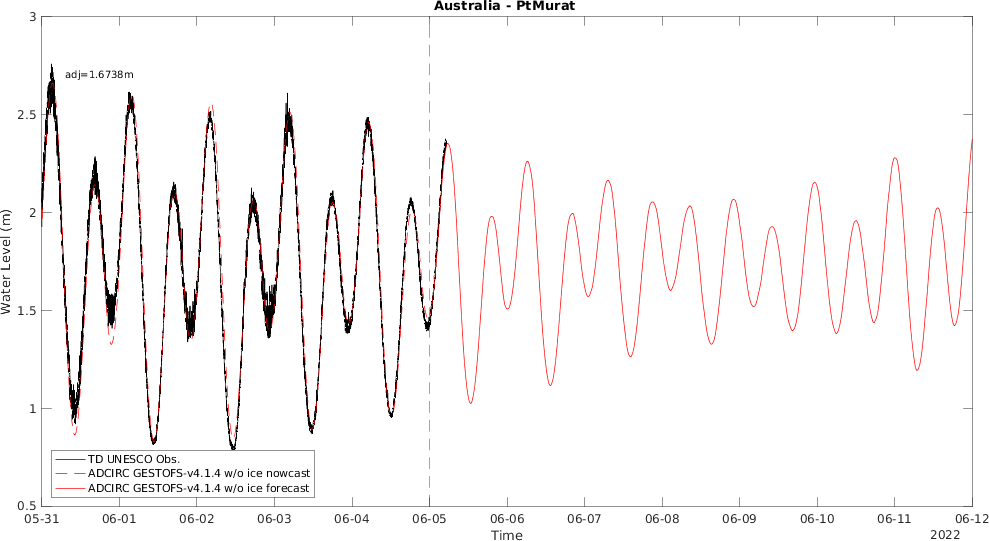 Australia - PtMurat
adj=1.6738m
3
2.5
2
1.5
1
0.5
Water Level (m)
TD UNESCO Obs.
ADCIRC GESTOFS-v4.1.4 w/o ice nowcast
ADCIRC GESTOFS-v4.1.4 w/o ice forecast
05-31 06-01 06-02 06-03 06-04 06-05 06-06 06-07 06-08 06-09 06-10 06-11 06-12
Time
2022